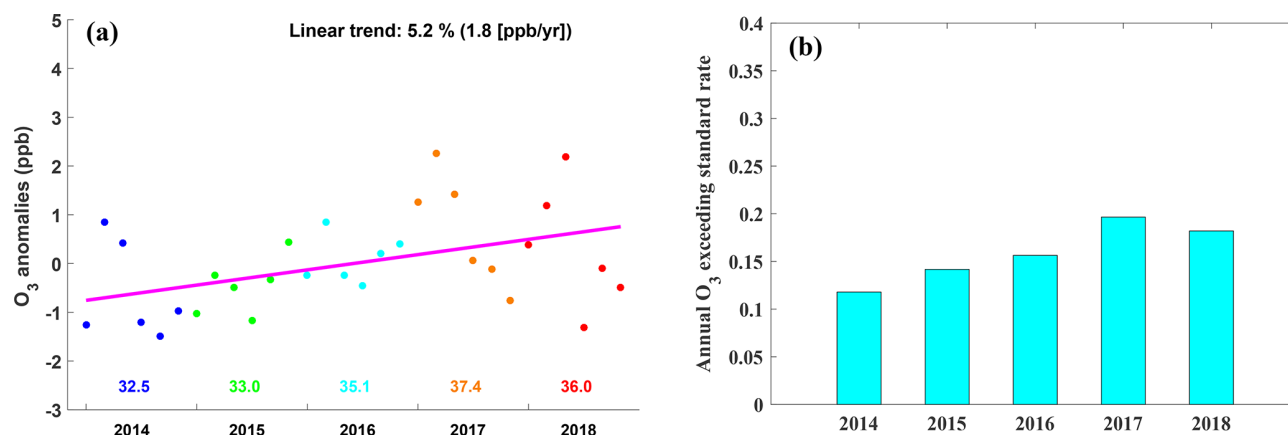 (a)
Linear trend: 5.2 % (1.8 [ppb/yr])
O3 anomalies (ppb)
5
4
3
2
1
0
-1
-2
-3
32.5 33.0 35.1 37.4 36.0
2014 2015 2016 2017 2018
(b)
Annual O3 exceeding standard rate
0.4
0.35
0.3
0.25
0.2
0.15
0.1
0.05
0
2014 2015 2016 2017 2018